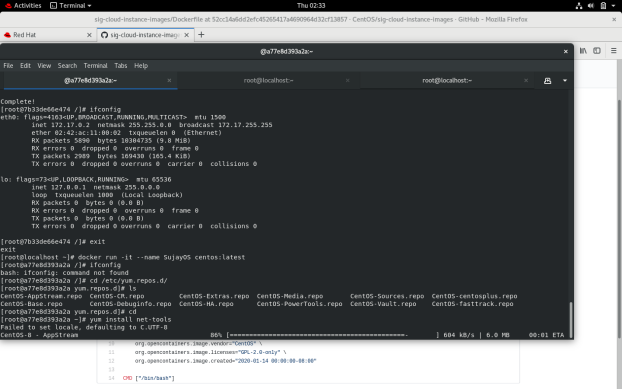 Activities Terminal Thu 02:33
sig-cloud-instance-images/Dockerfile at 52cc14a6dd2efc45265417a4690964d32cf13857 · CentOS/sig-cloud-instance-images · GitHub - Mozilla Firefox
Red Hat × sig-cloud-instance-images × +
@a77e8d393a2a:~ ×
File Edit View Search Terminal Tabs Help
@a77e8d393a2a:~ × root@localhost:~ × root@localhost:~ ×
Complete!
[root@7b33de66e474 /]# ifconfig
eth0: flags=4163<UP,BROADCAST,RUNNING,MULTICAST> mtu 1500
inet 172.17.0.2 netmask 255.255.0.0 broadcast 172.17.255.255
ether 02:42:ac:11:00:02 txqueuelen 0 (Ethernet)
RX packets 5890 bytes 10304735 (9.8 MiB)
RX errors 0 dropped 0 overruns 0 frame 0
TX packets 2989 bytes 169430 (165.4 KiB)
TX errors 0 dropped 0 overruns 0 carrier 0 collisions 0
lo: flags=73<UP,LOOPBACK,RUNNING> mtu 65536
inet 127.0.0.1 netmask 255.0.0.0
loop txqueuelen 1000 (Local Loopback)
RX packets 0 bytes 0 (0.0 B)
RX errors 0 dropped 0 overruns 0 frame 0
TX packets 0 bytes 0 (0.0 B)
TX errors 0 dropped 0 overruns 0 carrier 0 collisions 0
[root@7b33de66e474 /]# exit
exit
[root@localhost ~]# docker run -it --name SujayOS centos:latest
[root@a77e8d393a2a /]# ifconfig
bash: ifconfig: command not found
[root@a77e8d393a2a /]# cd /etc/yum.repos.d/
[root@a77e8d393a2a yum.repos.d]# ls
CentOS-AppStream.repo CentOS-CR.repo CentOS-Extras.repo CentOS-Media.repo CentOS-Sources.repo CentOS-centosplus.repo
CentOS-Base.repo CentOS-Debuginfo.repo CentOS-HA.repo CentOS-PowerTools.repo CentOS-Vault.repo CentOS-fasttrack.repo
[root@a77e8d393a2a yum.repos.d]# cd
[root@a77e8d393a2a ~]# yum install net-tools
Failed to set locale, defaulting to C.UTF-8
CentOS-8 - AppStream 86% [============================================- ] 604 kB/s | 6.0 MB 00:01 ETA
10 org.opencontainers.image.vendor="CentOS" \
11 org.opencontainers.image.licenses="GPL-2.0-only" \
12 org.opencontainers.image.created="2020-01-14 00:00:00-08:00"
13
14 CMD ["/bin/bash"]